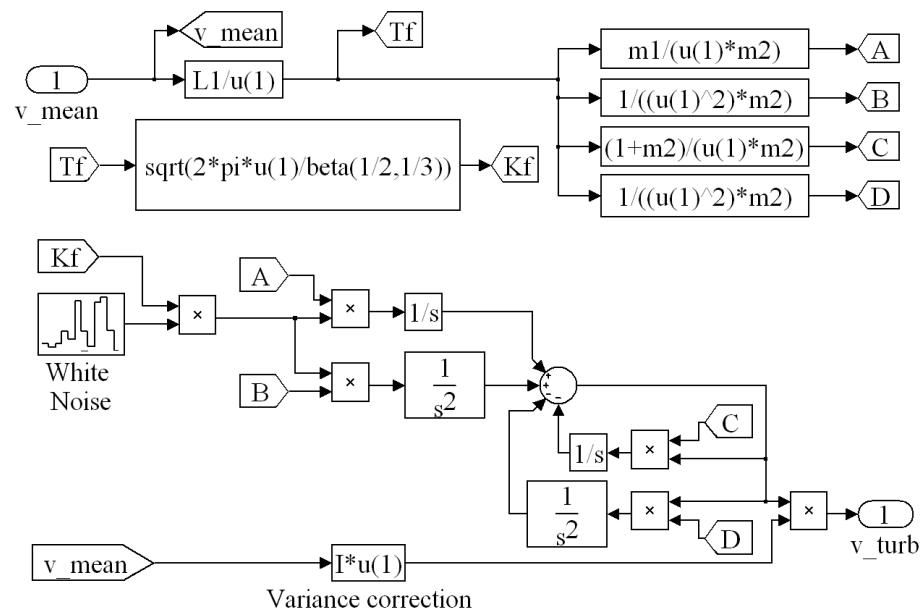 v_mean
Tf
1
v_mean
L1/u(1)
m1/(u(1)*m2)
A
1/((u(1)^2)*m2)
B
(1+m2)/(u(1)*m2)
C
1/((u(1)^2)*m2)
D
Tf
sqrt(2*pi*u(1)/beta(1/2,1/3))
Kf
Kf
White
Noise
×
A
×
1/s
B
×
1
s2
+
+
-
-
C
×
1/s
1
s2
×
D
×
1
v_turb
v_mean
I*u(1)
Variance correction